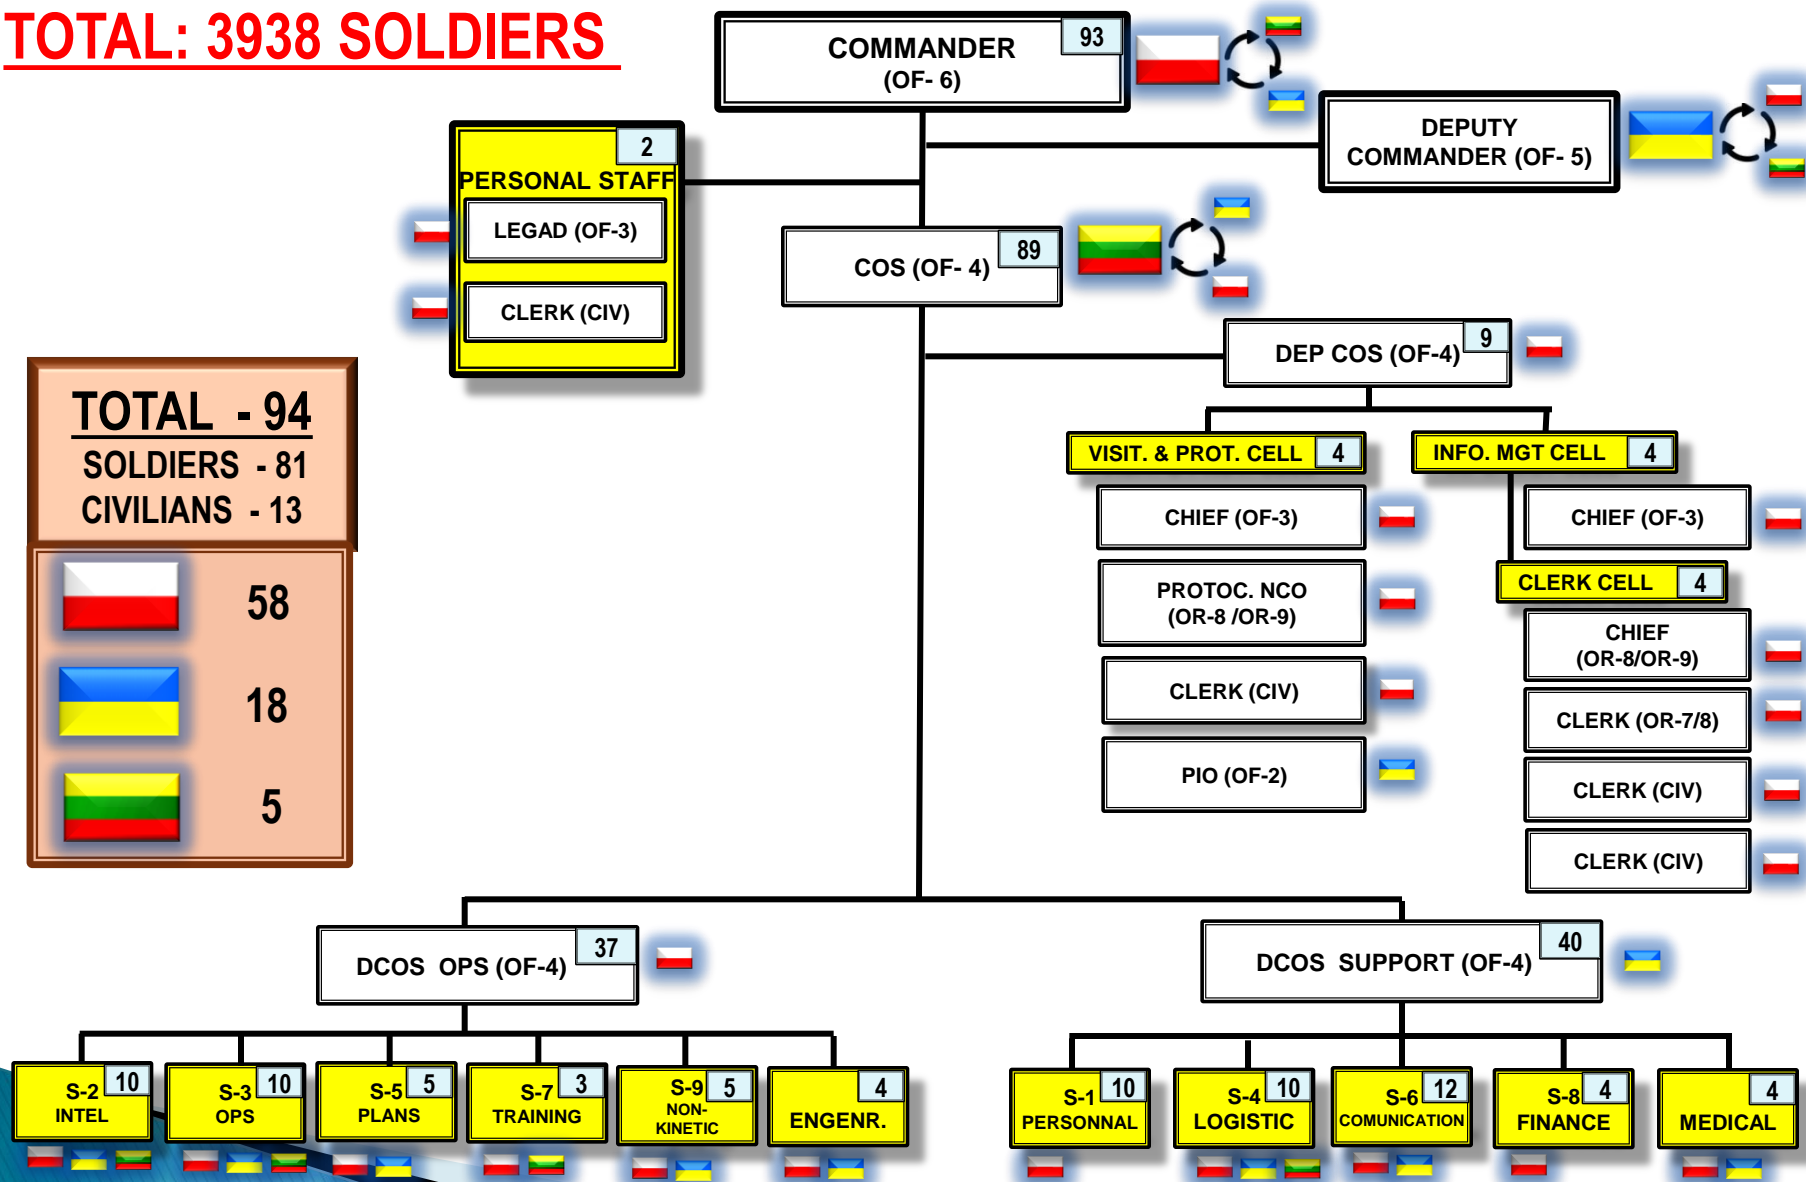 TOTAL: 3938 SOLDIERS
COMMANDER
(OF- 6)
93
DEPUTY
COMMANDER (OF- 5)
2
PERSONAL STAFF
LEGAD (OF-3)
CLERK (CIV)
COS (OF- 4)
89
DEP COS (OF-4)
9
TOTAL - 94
SOLDIERS - 81
CIVILIANS - 13
58
18
5
VISIT. & PROT. CELL
4
CHIEF (OF-3)
PROTOC. NCO
(OR-8 /OR-9)
CLERK (CIV)
PIO (OF-2)
INFO. MGT CELL
4
CHIEF (OF-3)
CLERK CELL
4
CHIEF
(OR-8/OR-9)
CLERK (OR-7/8)
CLERK (CIV)
CLERK (CIV)
DCOS OPS (OF-4)
37
DCOS SUPPORT (OF-4)
40
S-2
INTEL
10
S-3
OPS
10
S-5
PLANS
5
S-7
TRAINING
3
S-9
NON-
KINETIC
5
ENGENR.
4
S-1
PERSONNAL
10
S-4
LOGISTIC
10
S-6
COMUNICATION
12
S-8
FINANCE
4
MEDICAL
4